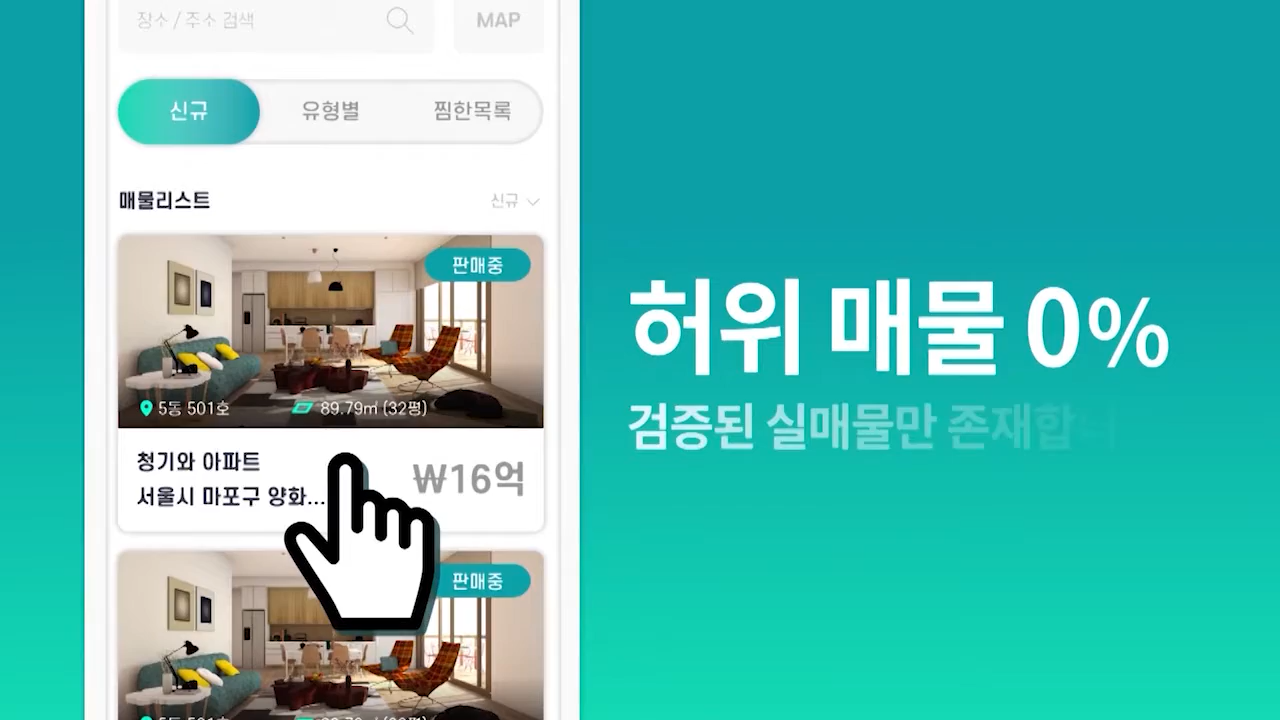 장소 / 주소 검색
MAP
신규
유형별
찜한목록
매물리스트
신규
판매중
5동 501호
89.79㎡ (32평)
청기와 아파트
₩16억
서울시 마포구 양화...
판매중
허위 매물 0%
검증된 실매물만 존재합니